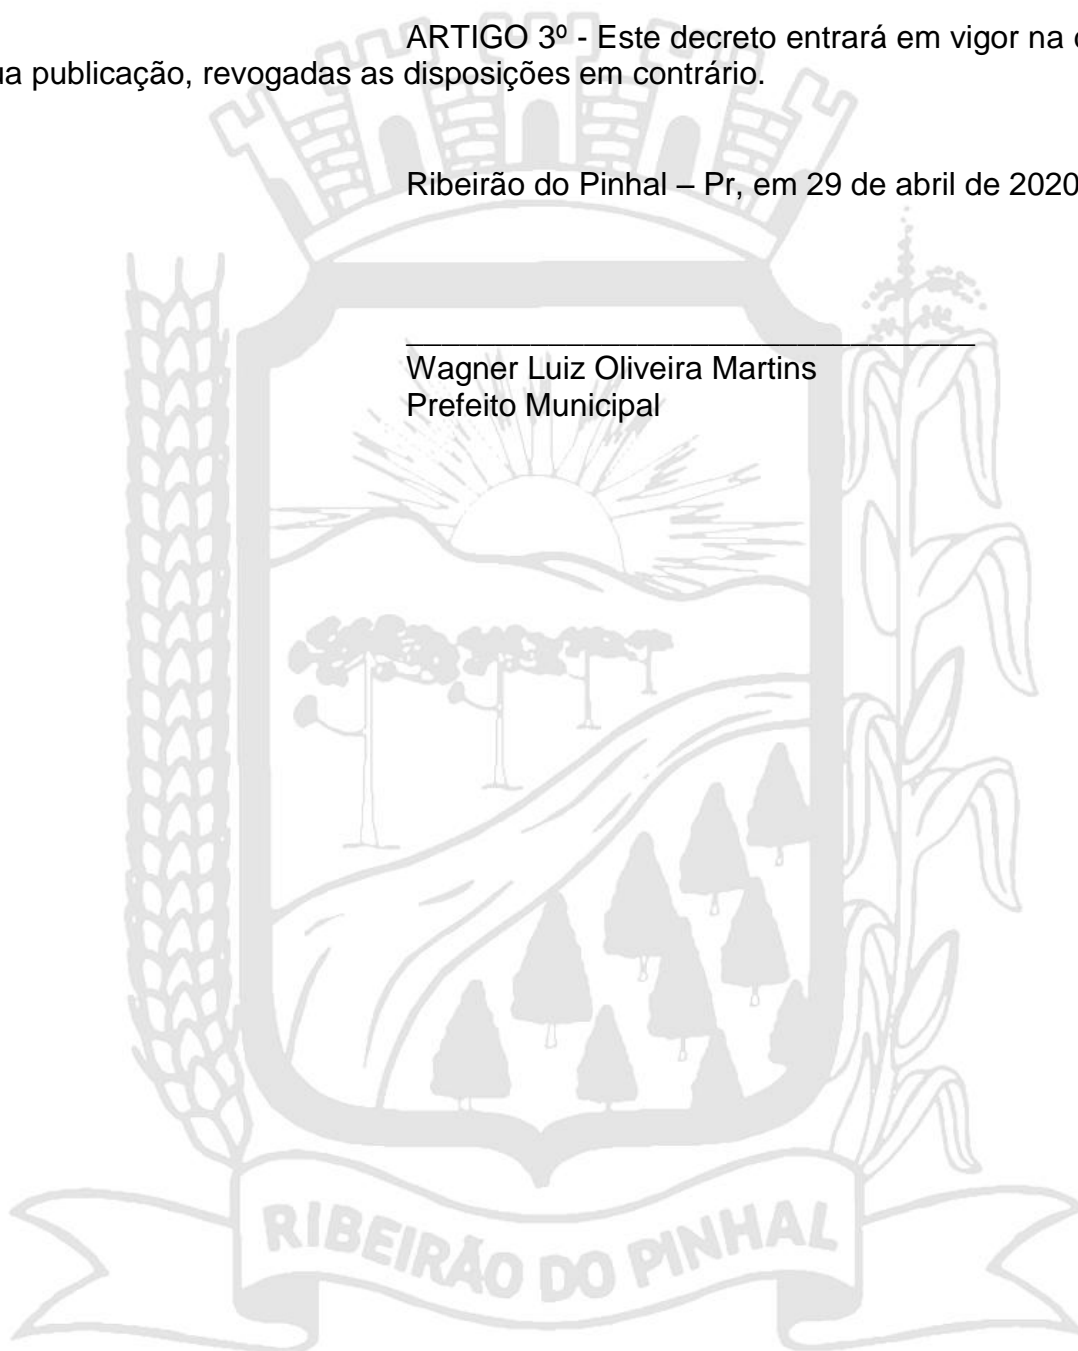 ARTIGO 3º - Este decreto entrará em vigor na
ua publicação, revogadas as disposições em contrário.
Ribeirão do Pinhal – Pr, em 29 de abril de 2020
Wagner Luiz Oliveira Martins
Prefeito Municipal
RIBEIRÃO DO PINHAL